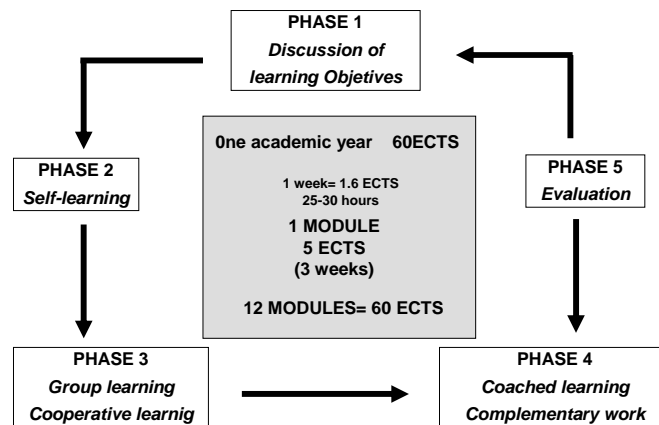 PHASE 1
Discussion of
learning Objetives
0ne academic year 60ECTS
1 week= 1.6 ECTS
25-30 hours
1 MODULE
5 ECTS
(3 weeks)
12 MODULES= 60 ECTS
PHASE 2
Self-learning
PHASE 5
Evaluation
PHASE 3
Group learning
Cooperative learnig
PHASE 4
Coached learning
Complementary work